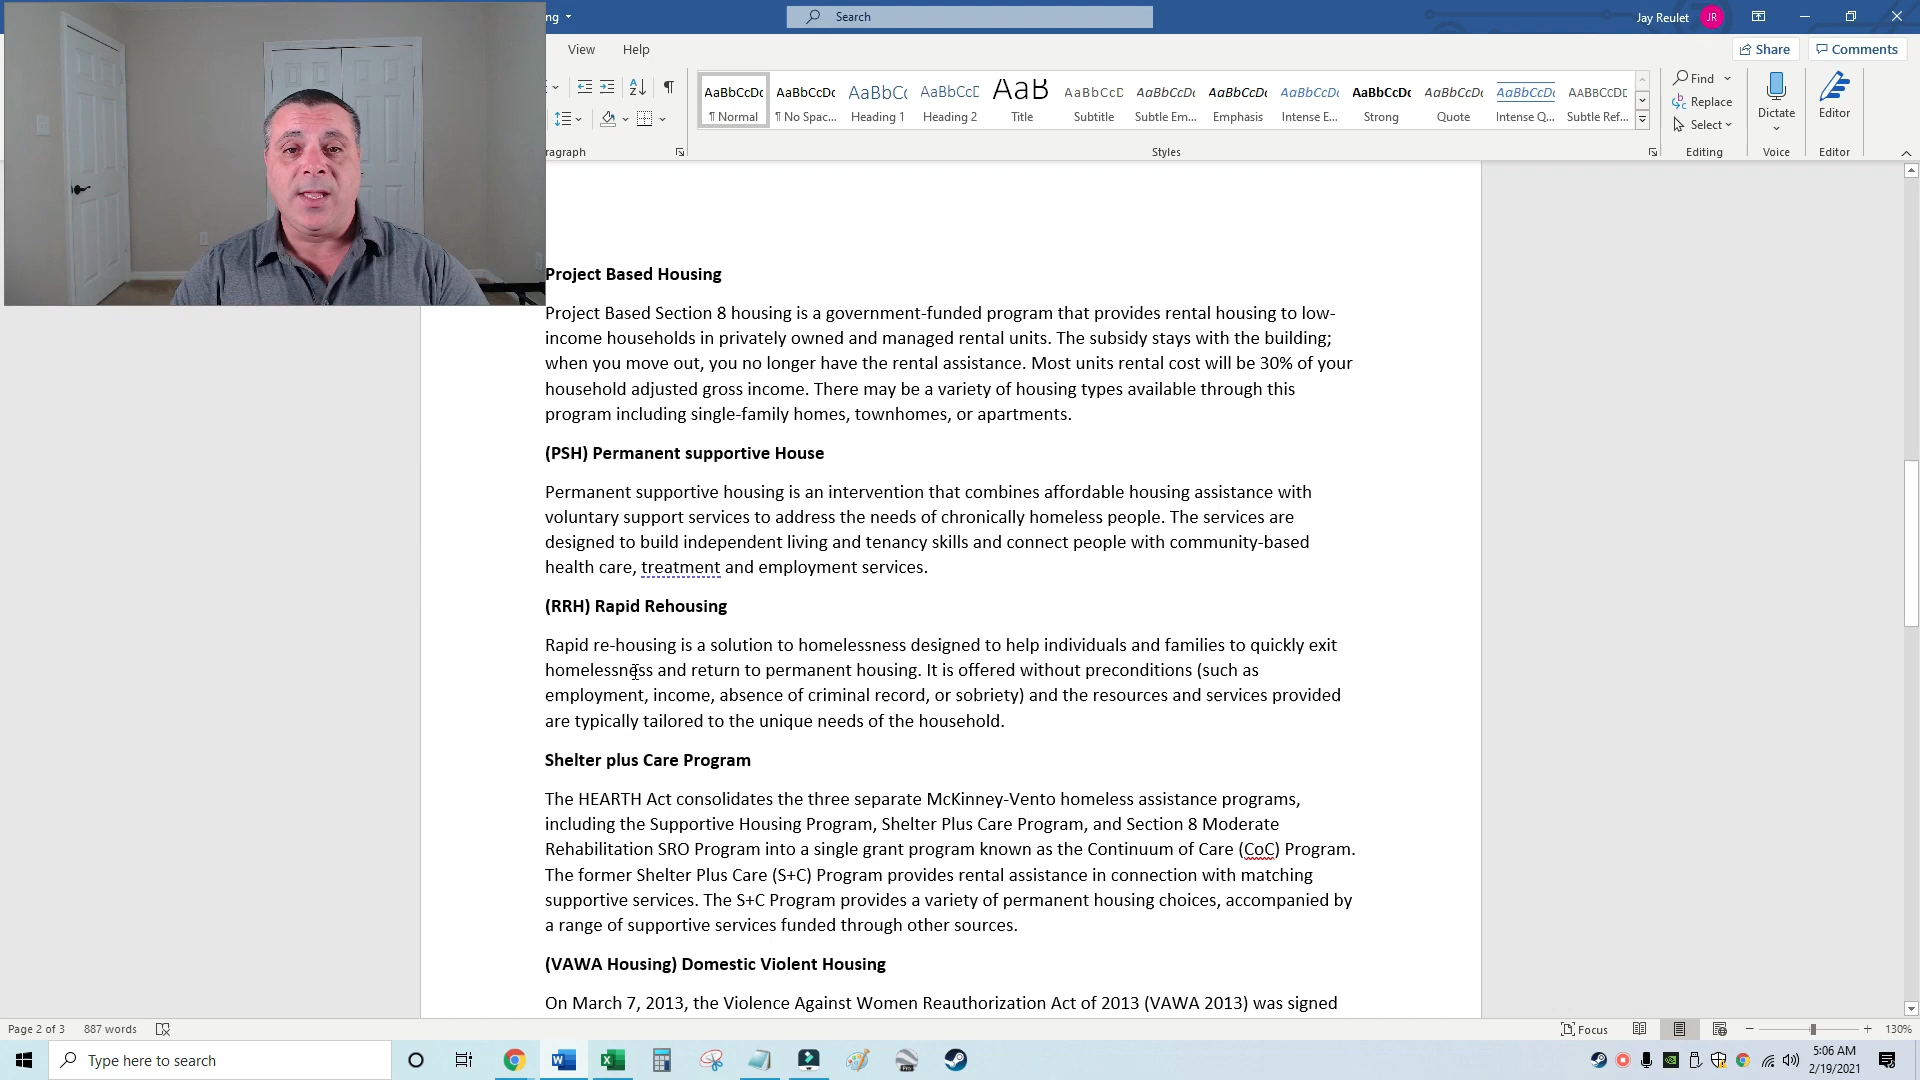 ng
Search
Jay Reulet
JR
View
Help
Share
Comments
AaBbCcDc
¶ Normal
AaBbCcDc
¶ No Spac...
AaBbCc
Heading 1
AaBbCcD
Heading 2
AaB
Title
AaBbCcD
Subtitle
AaBbCcDc
Subtle Em...
AaBbCcDc
Emphasis
AaBbCcDc
Intense E...
AaBbCcDc
Strong
AaBbCcDc
Quote
AaBbCcDc
Intense Q...
AABBCCDC
Subtle Ref...
Find
Replace
Select
Dictate
Editor
aragraph
Styles
Editing
Voice
Editor
Project Based Housing
Project Based Section 8 housing is a government-funded program that provides rental housing to low-
income households in privately owned and managed rental units. The subsidy stays with the building;
when you move out, you no longer have the rental assistance. Most units rental cost will be 30% of your
household adjusted gross income. There may be a variety of housing types available through this
program including single-family homes, townhomes, or apartments.
(PSH) Permanent supportive House
Permanent supportive housing is an intervention that combines affordable housing assistance with
voluntary support services to address the needs of chronically homeless people. The services are
designed to build independent living and tenancy skills and connect people with community-based
health care, treatment and employment services.
(RRH) Rapid Rehousing
Rapid re-housing is a solution to homelessness designed to help individuals and families to quickly exit
homelessness and return to permanent housing. It is offered without preconditions (such as
employment, income, absence of criminal record, or sobriety) and the resources and services provided
are typically tailored to the unique needs of the household.
Shelter plus Care Program
The HEARTH Act consolidates the three separate McKinney-Vento homeless assistance programs,
including the Supportive Housing Program, Shelter Plus Care Program, and Section 8 Moderate
Rehabilitation SRO Program into a single grant program known as the Continuum of Care (CoC) Program.
The former Shelter Plus Care (S+C) Program provides rental assistance in connection with matching
supportive services. The S+C Program provides a variety of permanent housing choices, accompanied by
a range of supportive services funded through other sources.
(VAWA Housing) Domestic Violent Housing
On March 7, 2013, the Violence Against Women Reauthorization Act of 2013 (VAWA 2013) was signed
Page 2 of 3
887 words
Focus
130%
Type here to search
5:06 AM
2/19/2021